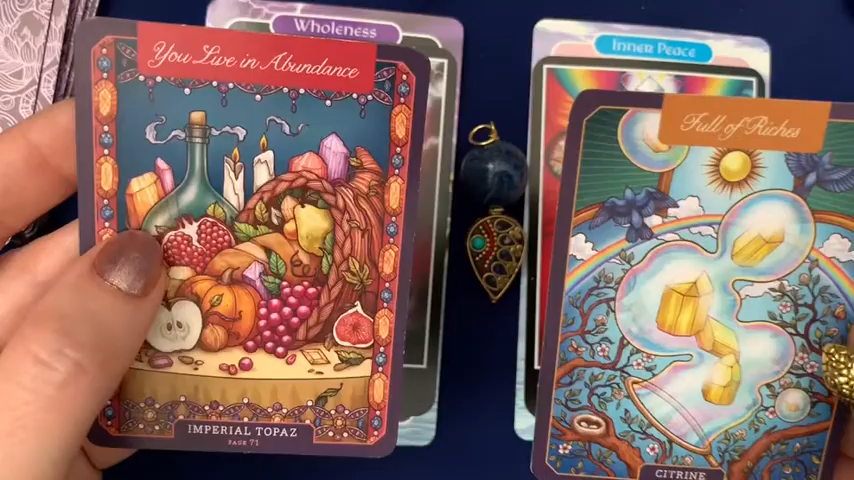 Wholeness
Inner Peace
You Live in Abundance
Full of Riches
IMPERIAL TOPAZ
PAGE 71
CITRINE